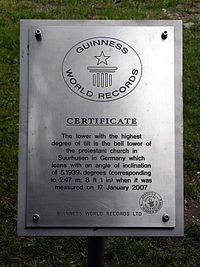 GUINNESS
WORLD RECORDS
CERTIFICATE
The tower with the highest
degree of tilt is the bell tower of
the protestant church in
Suurhusen in Germany which
leans with an angle of inclination
of 5.1939 degrees (corresponding
to 2.47 m; 8 ft 1 in) when it was
measured on 17 January 2007
GUINNESS WORLD RECORDS LTD